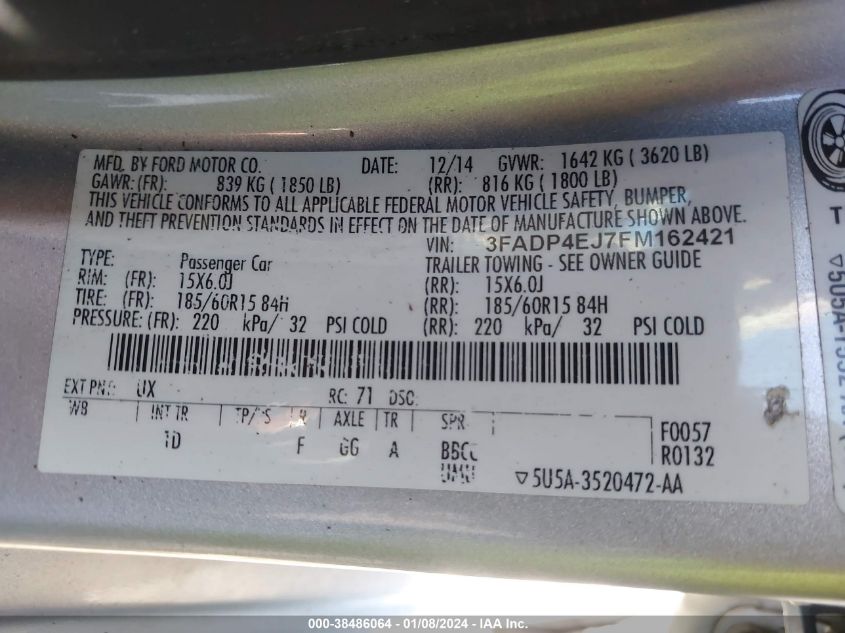 MFD. BY FORD MOTOR CO. DATE: 12/14 GVWR: 1642 KG ( 3620 LB)
GAWR:(FR): 839 KG ( 1850 LB) (RR): 816 KG ( 1800 LB)
THIS VEHICLE CONFORMS TO ALL APPLICABLE FEDERAL MOTOR VEHICLE SAFETY, BUMPER,
AND THEFT PREVENTION STANDARDS IN EFFECT ON THE DATE OF MANUFACTURE SHOWN ABOVE.
VIN: 3FADP4EJ7FM162421
TYPE: Passenger Car TRAILER TOWING - SEE OWNER GUIDE
RIM: (FR): 15X6.0J (RR): 15X6.0J
TIRE: (FR): 185/60R15 84H (RR): 185/60R15 84H
PRESSURE: (FR): 220 kPa/ 32 PSI COLD (RR): 220 kPa/ 32 PSI COLD
EXT PNT: UX RC: 71 DSO:
WB INT TR TP/PS R AXLE TR SPR
1D F GG A
F0057
R0132
▽5U5A-3520472-AA
T
000-38486064 - 01/08/2024 - IAA Inc.